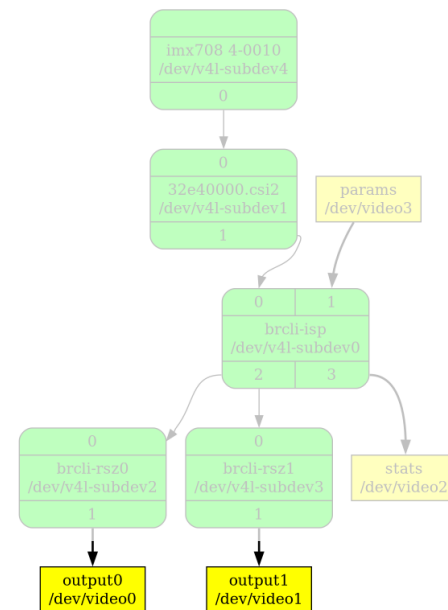 imx708 4-0010
/dev/v4l-subdev4
0
0
32e40000.csi2
/dev/v4l-subdev1
1
params
/dev/video3
0 1
brcli-isp
/dev/v4l-subdev0
2 3
0
brcli-rsz0
/dev/v4l-subdev2
1
0
brcli-rsz1
/dev/v4l-subdev3
1
stats
/dev/video2
output0
/dev/video0
output1
/dev/video1